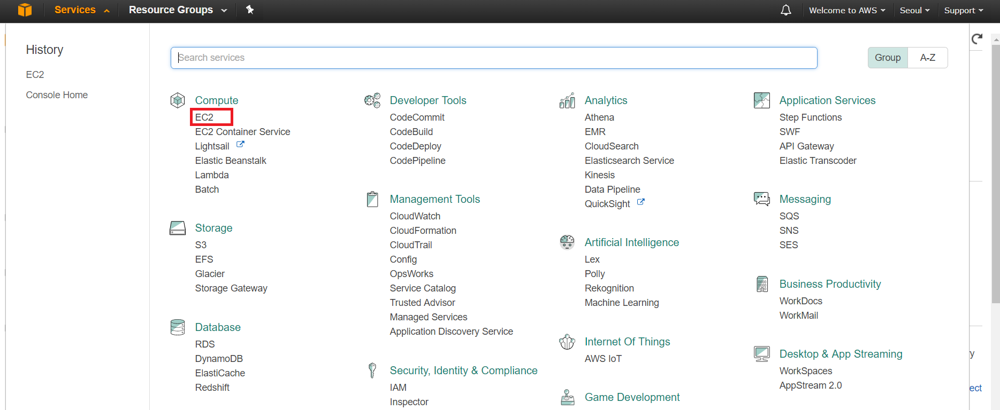 Services
Resource Groups
Welcome to AWS
Seoul
Support
History
EC2
Console Home
Search services
Group
A-Z
Compute
EC2
EC2 Container Service
Lightsail
Elastic Beanstalk
Lambda
Batch
Storage
S3
EFS
Glacier
Storage Gateway
Database
RDS
DynamoDB
ElastiCache
Redshift
Developer Tools
CodeCommit
CodeBuild
CodeDeploy
CodePipeline
Management Tools
CloudWatch
CloudFormation
CloudTrail
Config
OpsWorks
Service Catalog
Trusted Advisor
Managed Services
Application Discovery Service
Security, Identity & Compliance
IAM
Inspector
Analytics
Athena
EMR
CloudSearch
Elasticsearch Service
Kinesis
Data Pipeline
QuickSight
Artificial Intelligence
Lex
Polly
Rekognition
Machine Learning
Internet Of Things
AWS IoT
Game Development
Application Services
Step Functions
SWF
API Gateway
Elastic Transcoder
Messaging
SQS
SNS
SES
Business Productivity
WorkDocs
WorkMail
Desktop & App Streaming
WorkSpaces
AppStream 2.0
y
ect